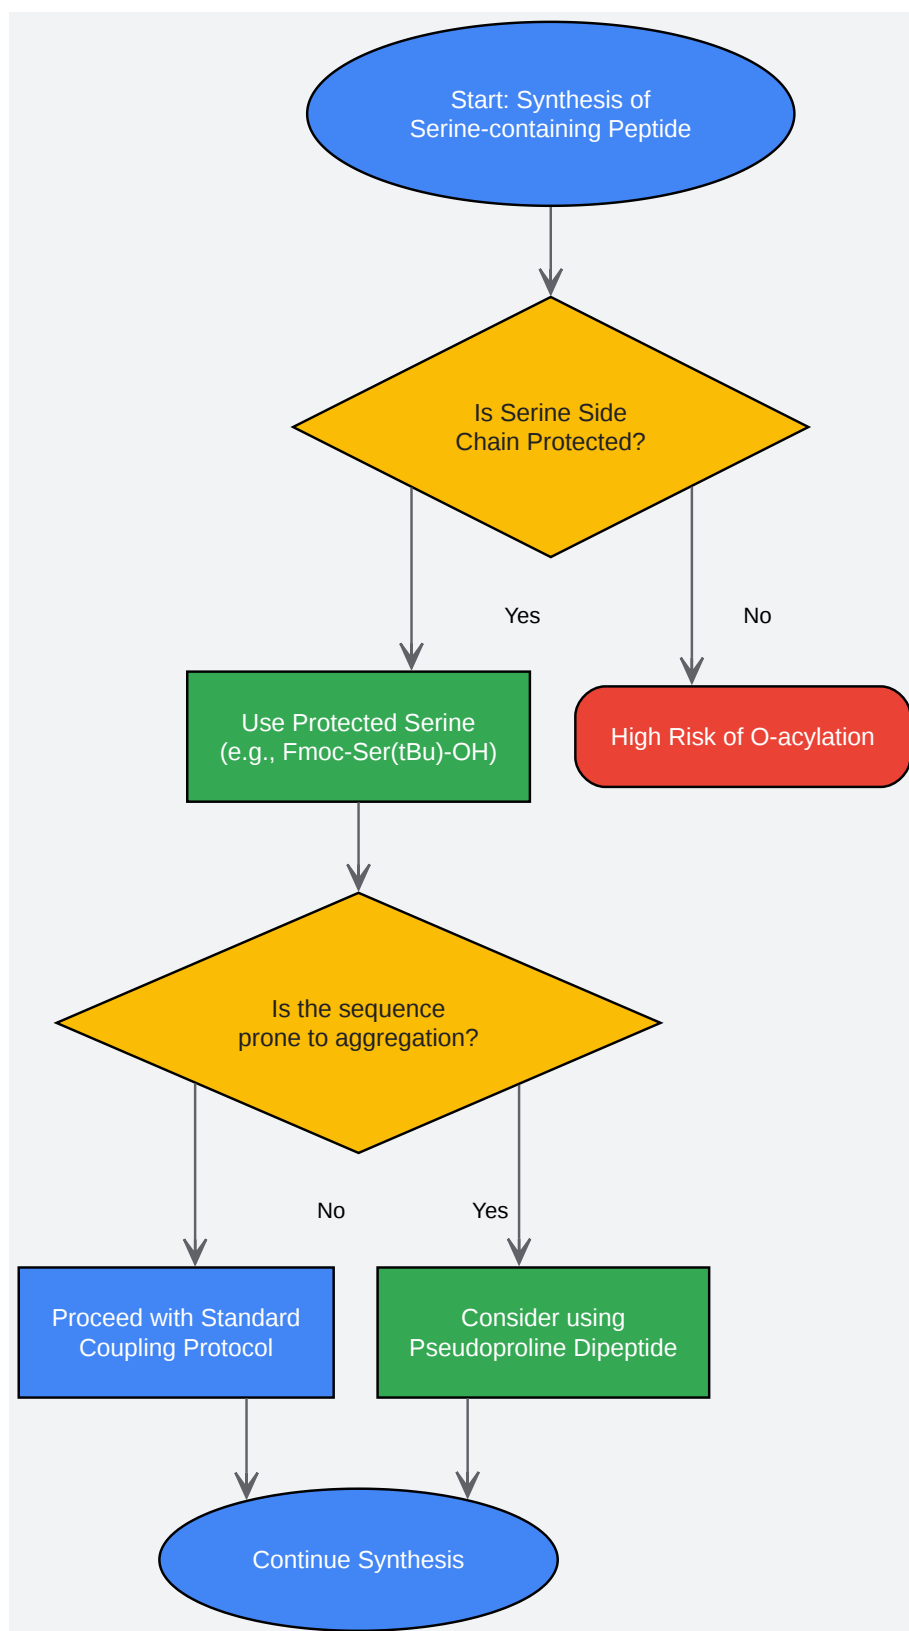 Start: Synthesis of
Serine-containing Peptide
Is Serine Side
Chain Protected?
Yes
No
Use Protected Serine
(e.g., Fmoc-Ser(tBu)-OH)
High Risk of O-acylation
Is the sequence
prone to aggregation?
No
Yes
Proceed with Standard
Coupling Protocol
Consider using
Pseudoproline Dipeptide
Continue Synthesis